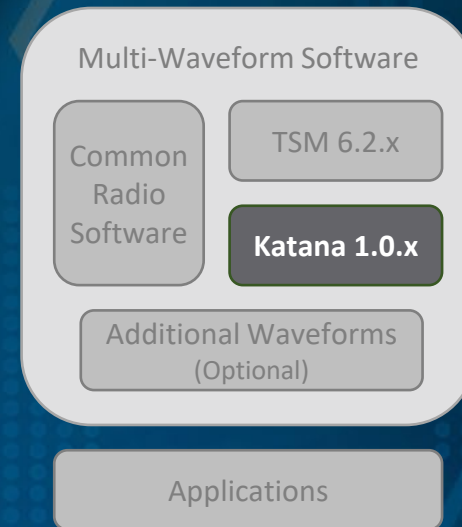 Multi-Waveform Software
Common
Radio
Software
TSM 6.2.x
Katana 1.0.x
Additional Waveforms
(Optional)
Applications